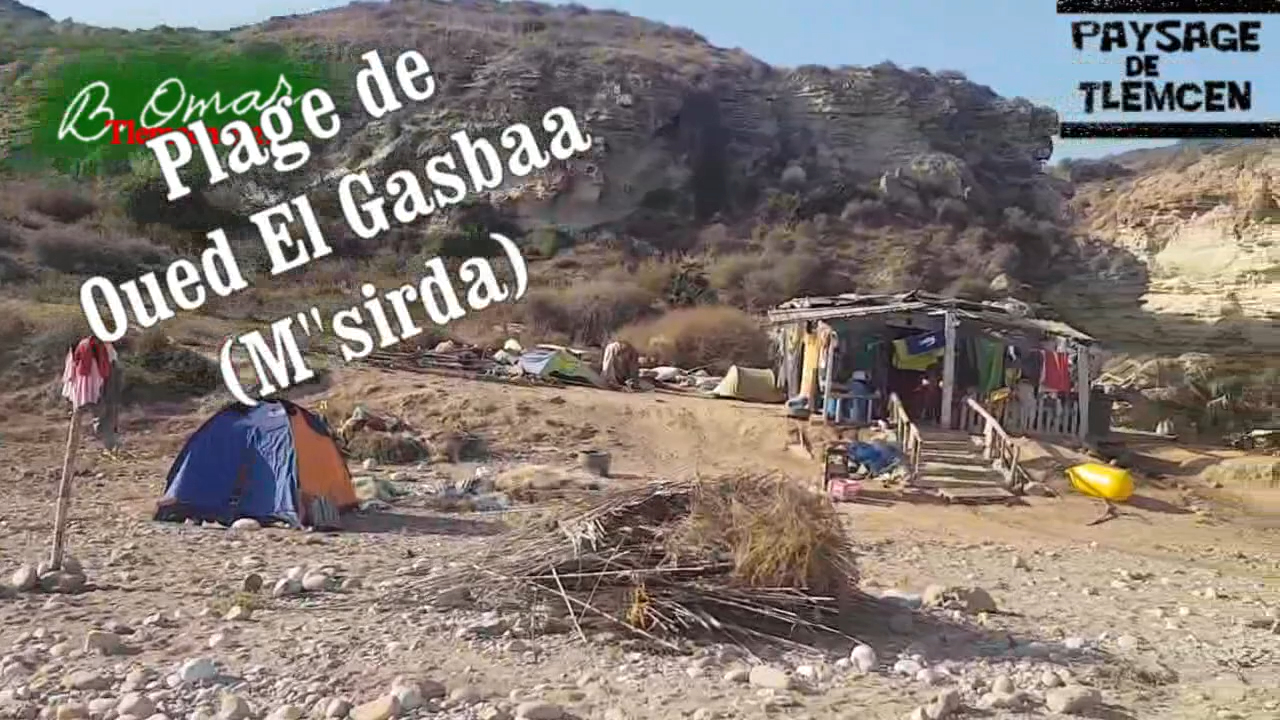 B. Omar
Plage de
Oued El Gasbaa
(M"sirda)
PAYSAGE
DE
TLEMCEN